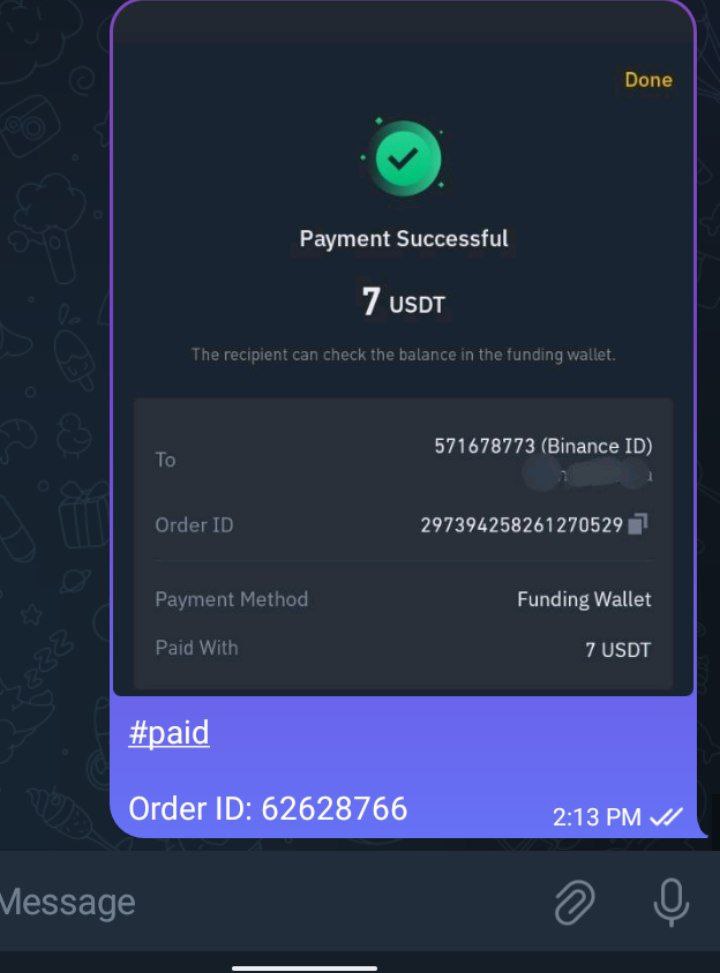 Done
Payment Successful
7 USDT
The recipient can check the balance in the funding wallet.
To
571678773 (Binance ID)
Order ID
297394258261270529
Payment Method
Funding Wallet
Paid With
7 USDT
#paid
Order ID: 62628766
2:13 PM
Message